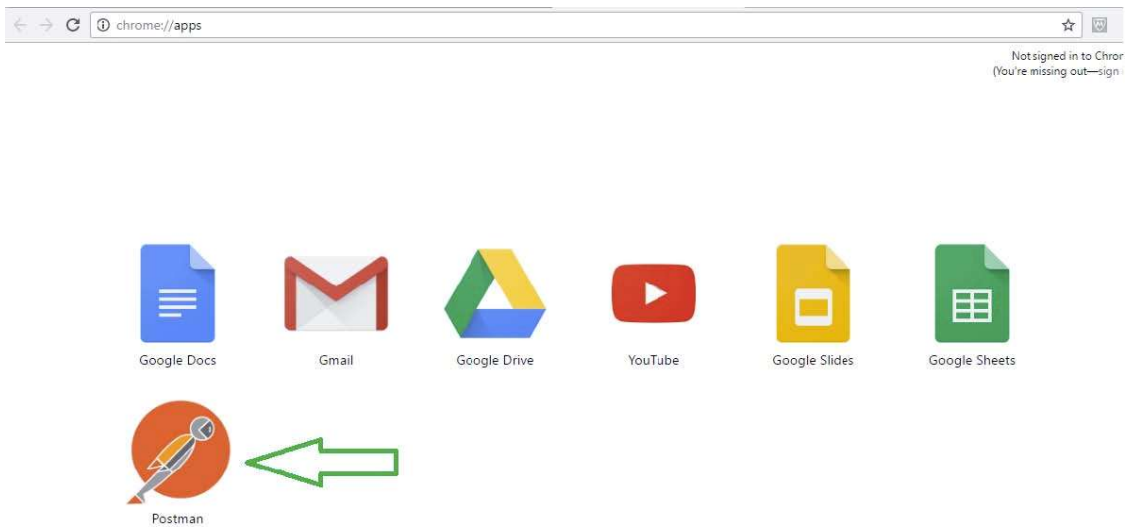 chrome://apps
Not signed in to Chror
(You're missing out—sign
Google Docs
Gmail
Google Drive
YouTube
Google Slides
Google Sheets
Postman